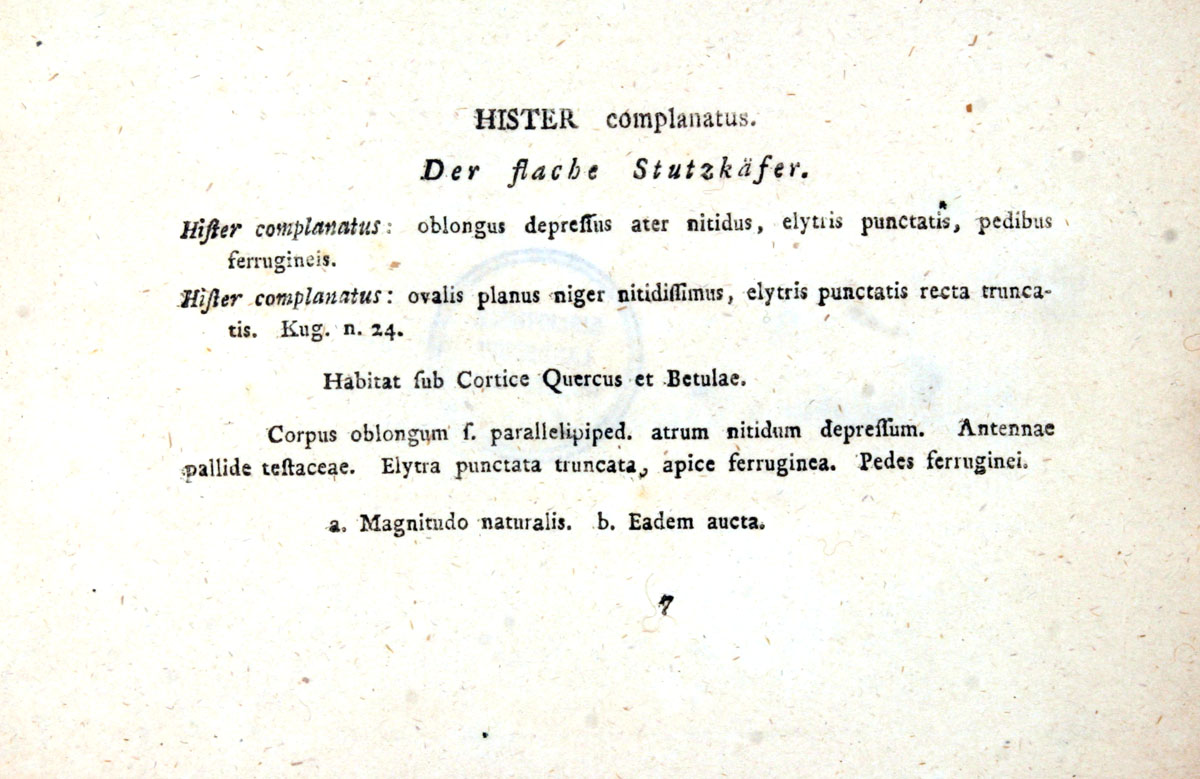 HISTER complanatus.
Der flache Stutzkäfer.
Hiſter complanatus: oblongus depreſſus ater nitidus, elytris punctatis, pedibus
ferrugineis.
Hiſter complanatus: ovalis planus niger nitidiſſimus, elytris punctatis recta trunca-
tis. Kug. n. 24.
Habitat ſub Cortice Quercus et Betulae.
Corpus oblongum ſ. parallelipiped. atrum nitidum depreſſum. Antennae
pallide teſtaceae. Elytra punctata truncata, apice ferruginea. Pedes ferruginei.
a. Magnitudo naturalis. b. Eadem aucta.
7